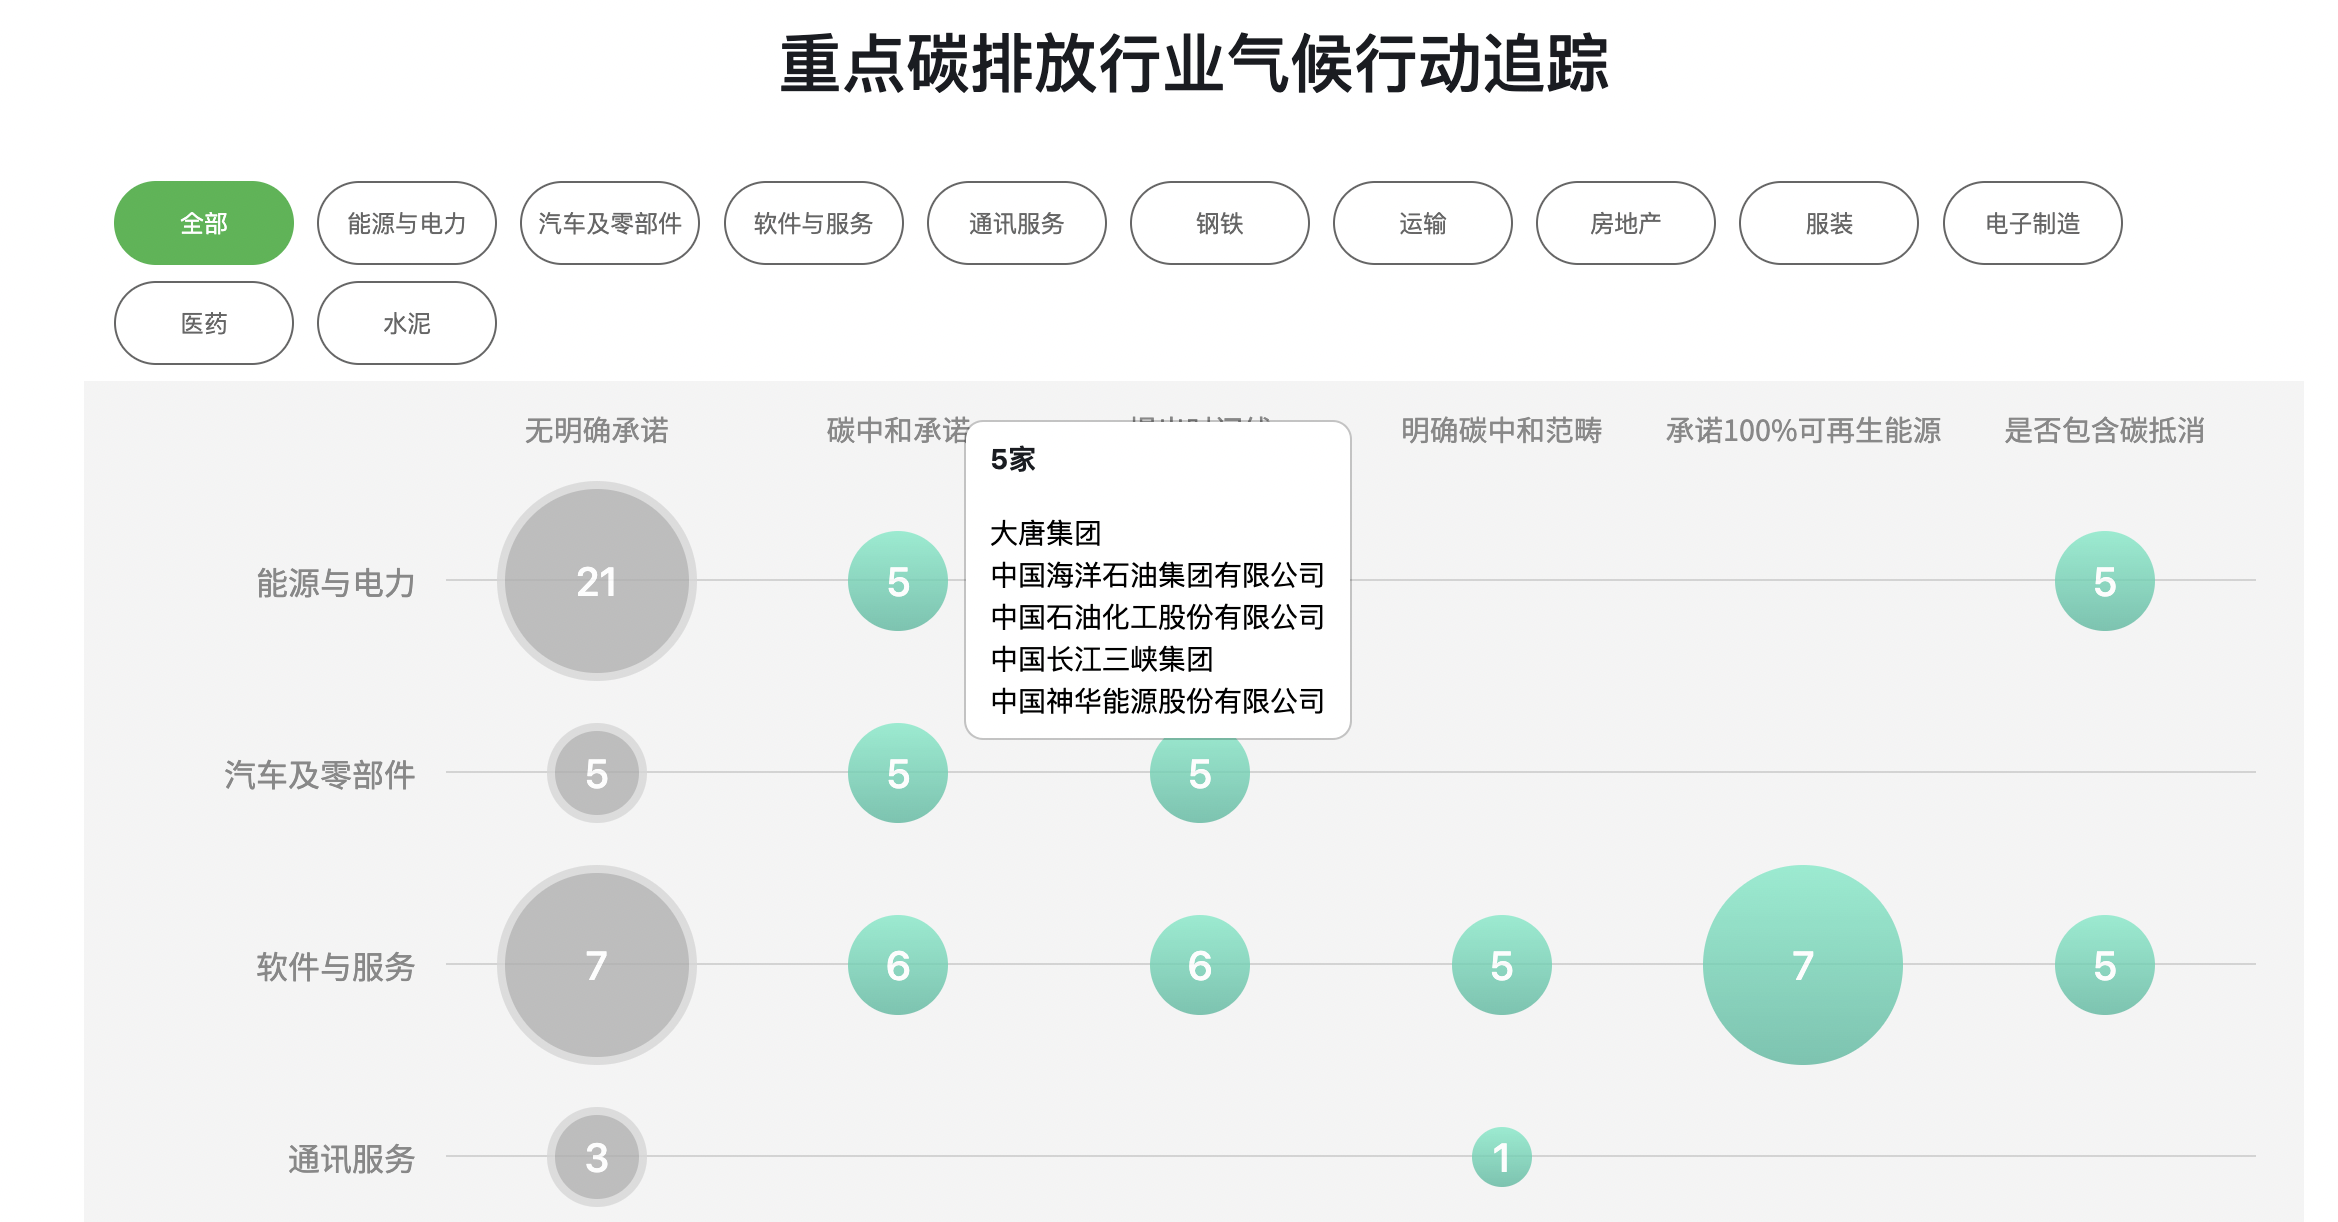 重点碳排放行业气候行动追踪
全部
能源与电力
汽车及零部件
软件与服务
通讯服务
钢铁
运输
房地产
服装
电子制造
医药
水泥
无明确承诺
碳中和承诺
明确碳中和范畴
承诺100%可再生能源
是否包含碳抵消
5家
大唐集团
中国海洋石油集团有限公司
中国石油化工股份有限公司
中国长江三峡集团
中国神华能源股份有限公司
能源与电力
21
5
5
汽车及零部件
5
5
5
软件与服务
7
6
6
5
7
5
通讯服务
3
1